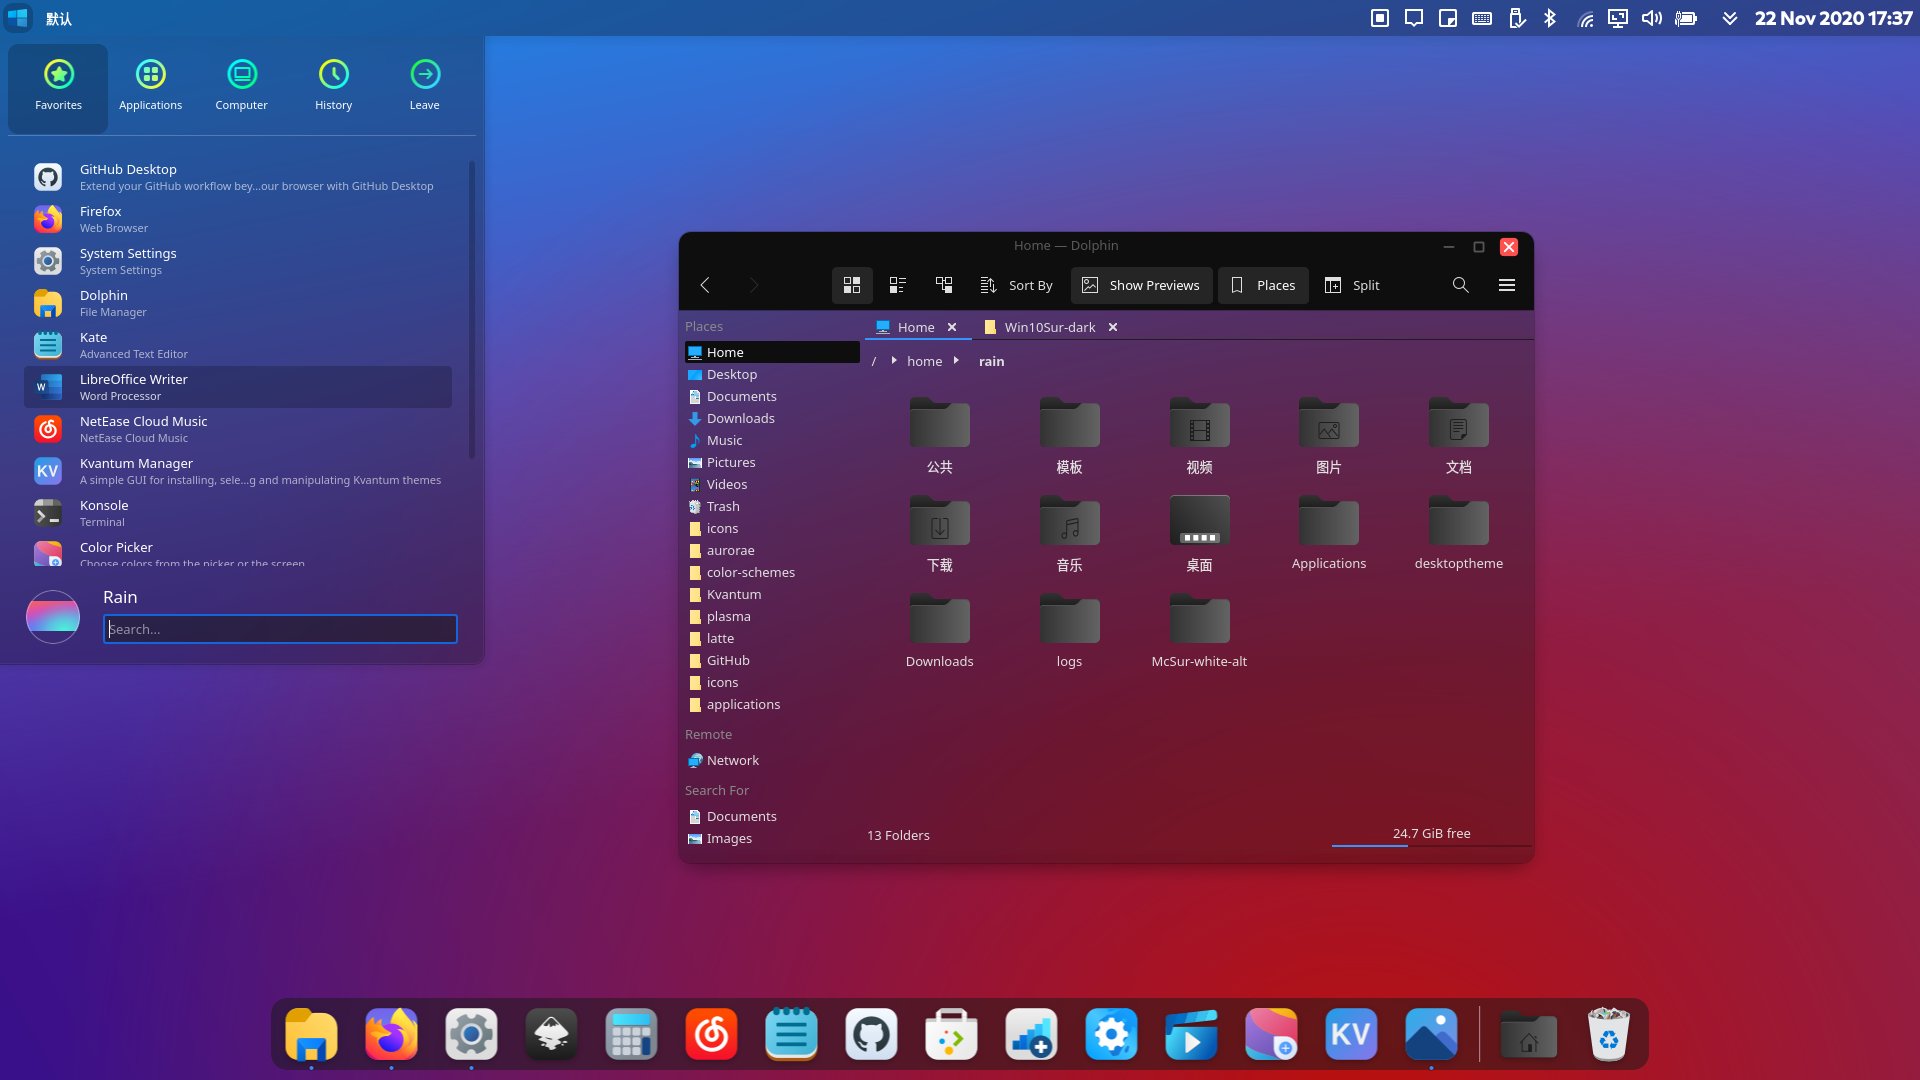 默认
22 Nov 2020 17:37
Favorites
Applications
Computer
History
Leave
GitHub Desktop
Extend your GitHub workflow bey...our browser with GitHub Desktop
Firefox
Web Browser
System Settings
System Settings
Dolphin
File Manager
Kate
Advanced Text Editor
W
LibreOffice Writer
Word Processor
NetEase Cloud Music
NetEase Cloud Music
KV
Kvantum Manager
A simple GUI for installing, sele...g and manipulating Kvantum themes
Konsole
Terminal
Color Picker
Choose colors from the picker or the screen
Rain
Search...
Home — Dolphin
Sort By
Show Previews
Places
Split
Places
Home
Desktop
Documents
Downloads
Music
Pictures
Videos
Trash
icons
aurorae
color-schemes
Kvantum
plasma
latte
GitHub
icons
applications
Remote
Network
Search For
Documents
Images
Home
Win10Sur-dark
/ home rain
公共
模板
视频
图片
文档
下载
音乐
桌面
Applications
desktoptheme
Downloads
logs
McSur-white-alt
13 Folders
24.7 GiB free
KV